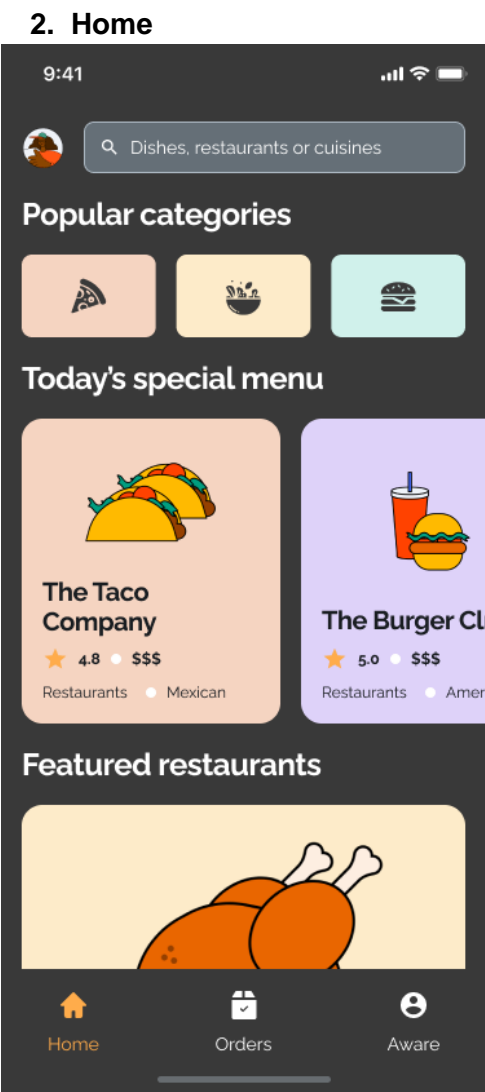 2. Home
9:41
Dishes, restaurants or cuisines
Popular categories
Today's special menu
The Taco
Company
4.8 $$$
Restaurants Mexican
The Burger Cl
5.0 $$$
Restaurants Amer
Featured restaurants
Home Orders Aware